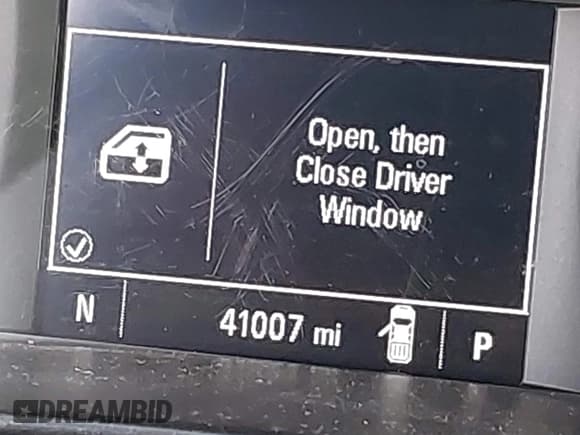 Open, then
Close Driver
Window
N
41007 mi
P
DREAMBID